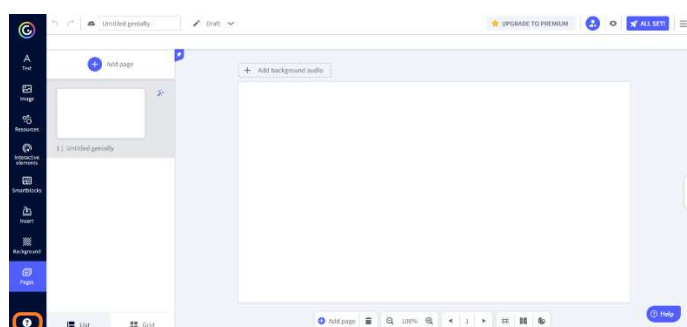 Untitled genially
Draft
UPGRADE TO PREMIUM
ALL SET!
Text
Image
Resources
Interactive
elements
Smartblocks
Insert
Background
Pages
Add page
1 | Untitled genially
List
Grid
+ Add background audio
Add page
100%
1
Help